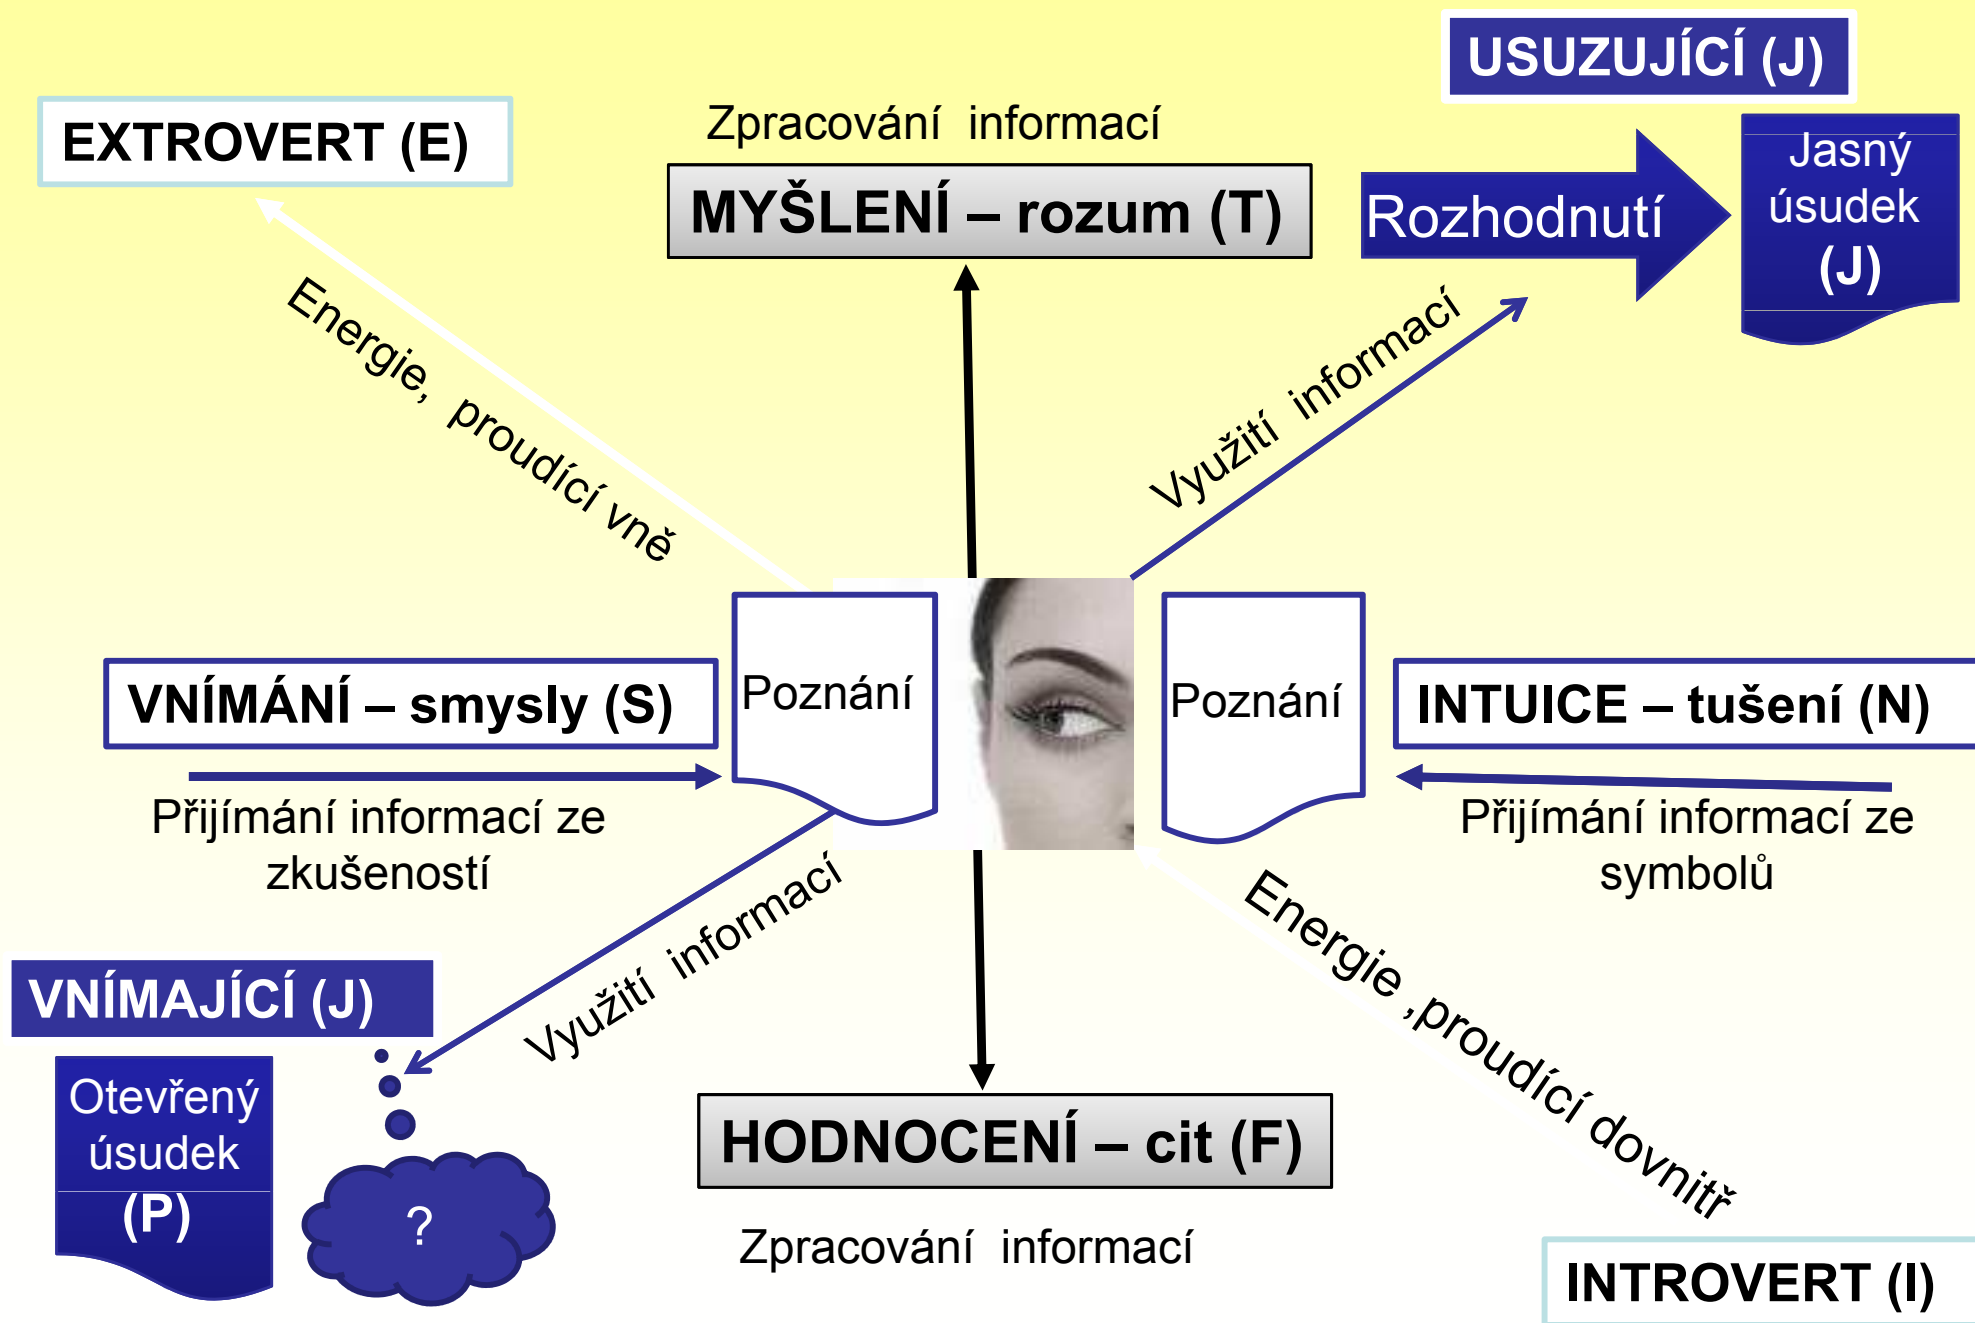 USUZUJÍCÍ (J)
EXTROVERT (E)
Zpracování informací
MYŠLENÍ – rozum (T)
Rozhodnutí
Jasný
úsudek
(J)
Energie, proudící vně
Využití informací
VNÍMÁNÍ – smysly (S)
Poznání
Poznání
INTUICE – tušení (N)
Přijímání informací ze
zkušeností
Přijímání informací ze
symbolů
Využití informací
Energie ,proudící dovnitř
VNÍMAJÍCÍ (J)
Otevřený
úsudek
(P)
?
HODNOCENÍ – cit (F)
Zpracování informací
INTROVERT (I)